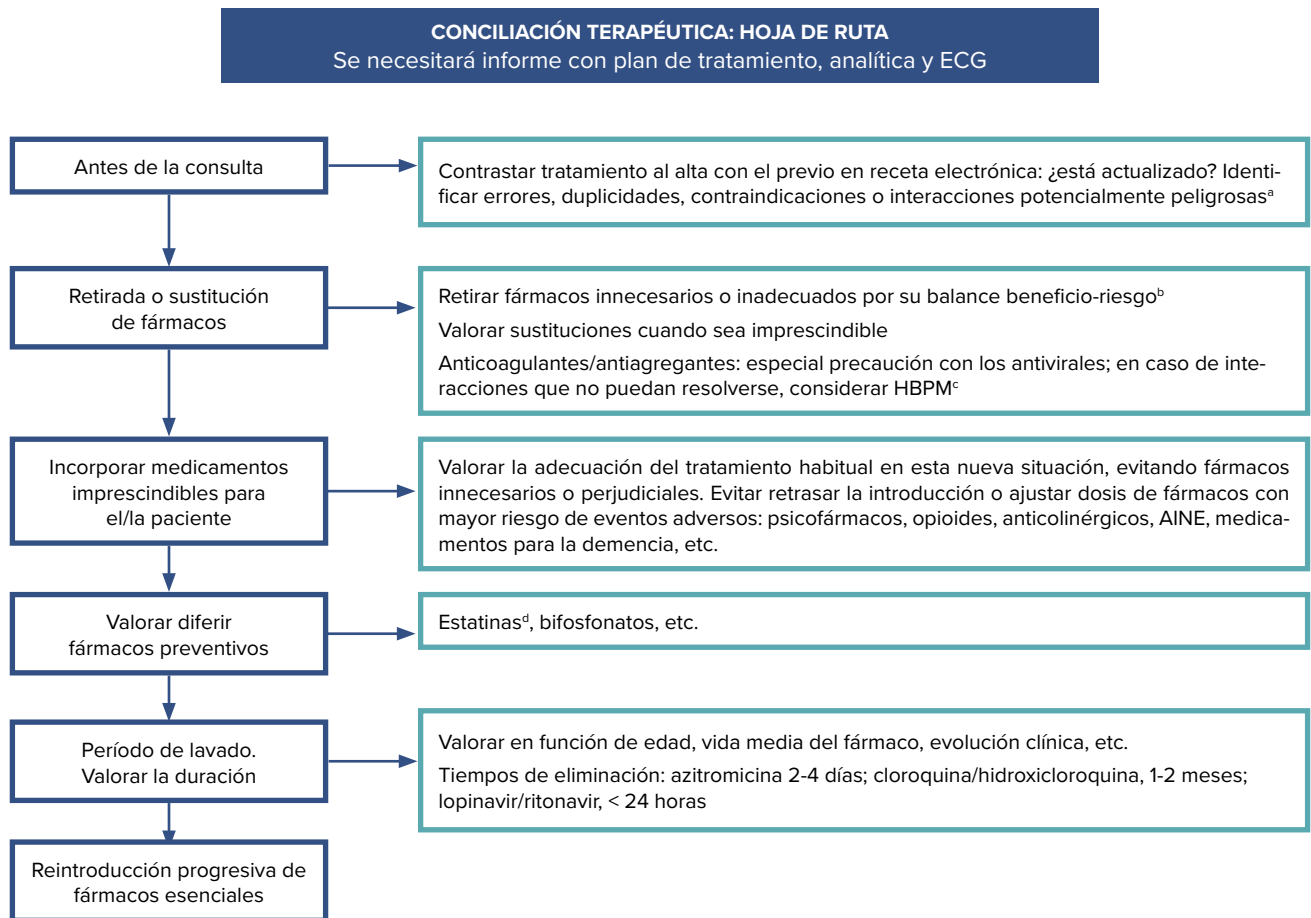 CONCILIACIÓN TERAPÉUTICA: HOJA DE RUTA
Se necesitará informe con plan de tratamiento, analítica y ECG
Antes de la consulta
Contrastar tratamiento al alta con el previo en receta electrónica: ¿está actualizado? Identi-
ficar errores, duplicidades, contraindicaciones o interacciones potencialmente peligrosasᵃ
Retirada o sustitución
de fármacos
Retirar fármacos innecesarios o inadecuados por su balance beneficio-riesgoᵇ
Valorar sustituciones cuando sea imprescindible
Anticoagulantes/antiagregantes: especial precaución con los antivirales; en caso de inte-
racciones que no puedan resolverse, considerar HBPMᶜ
Incorporar medicamentos
imprescindibles para
el/la paciente
Valorar la adecuación del tratamiento habitual en esta nueva situación, evitando fármacos
innecesarios o perjudiciales. Evitar retrasar la introducción o ajustar dosis de fármacos con
mayor riesgo de eventos adversos: psicofármacos, opioides, anticolinérgicos, AINE, medica-
mentos para la demencia, etc.
Valorar diferir
fármacos preventivos
Estatinasᵈ, bifosfonatos, etc.
Período de lavado.
Valorar la duración
Valorar en función de edad, vida media del fármaco, evolución clínica, etc.
Tiempos de eliminación: azitromicina 2-4 días; cloroquina/hidroxicloroquina, 1-2 meses;
lopinavir/ritonavir, < 24 horas
Reintroducción progresiva de
fármacos esenciales